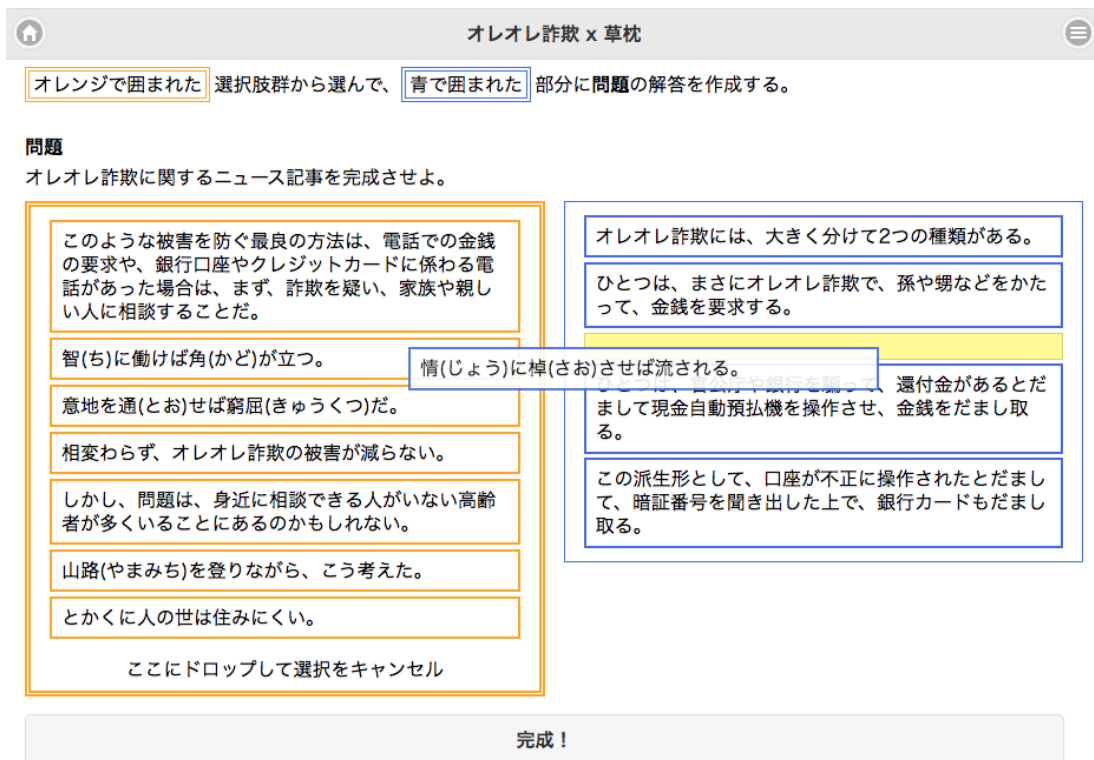 オレオレ詐欺 x 草枕
オレンジで囲まれた 選択肢群から選んで、 青で囲まれた 部分に問題の解答を作成する。
問題
オレオレ詐欺に関するニュース記事を完成させよ。
このような被害を防ぐ最良の方法は、電話での金銭
の要求や、銀行口座やクレジットカードに係わる電
話があった場合は、まず、詐欺を疑い、家族や親し
い人に相談することだ。
智(ち)に働けば角(かど)が立つ。
意地を通(とお)せば窮屈(きゅうくつ)だ。
相変わらず、オレオレ詐欺の被害が減らない。
しかし、問題は、身近に相談できる人がいない高齢
者が多くいることにあるのかもしれない。
山路(やまみち)を登りながら、こう考えた。
とかくに人の世は住みにくい。
ここにドロップして選択をキャンセル
情(じょう)に棹(さお)させば流される。
オレオレ詐欺には、大きく分けて2つの種類がある。
ひとつは、まさにオレオレ詐欺で、孫や甥などをかた
って、金銭を要求する。
ひとつは、官公庁や銀行を騙って、還付金があるとだ
まして現金自動預払機を操作させ、金銭をだまし取
る。
この派生形として、口座が不正に操作されたとだまし
て、暗証番号を聞き出した上で、銀行カードもだまし
取る。
完成！